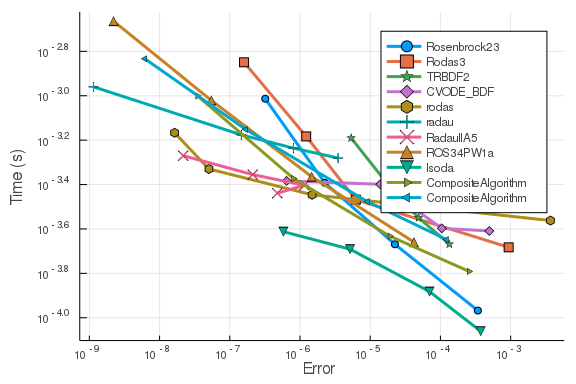 10⁻²·⁸
10⁻³·⁰
10⁻³·²
10⁻³·⁴
10⁻³·⁶
10⁻³·⁸
10⁻⁴·⁰
Time (s)
Rosenbrock23
Rodas3
TRBDF2
CVODE_BDF
rodas
radau
RadauIIA5
ROS34PW1a
lsoda
CompositeAlgorithm
CompositeAlgorithm
10⁻⁹ 10⁻⁸ 10⁻⁷ 10⁻⁶ 10⁻⁵ 10⁻⁴ 10⁻³
Error